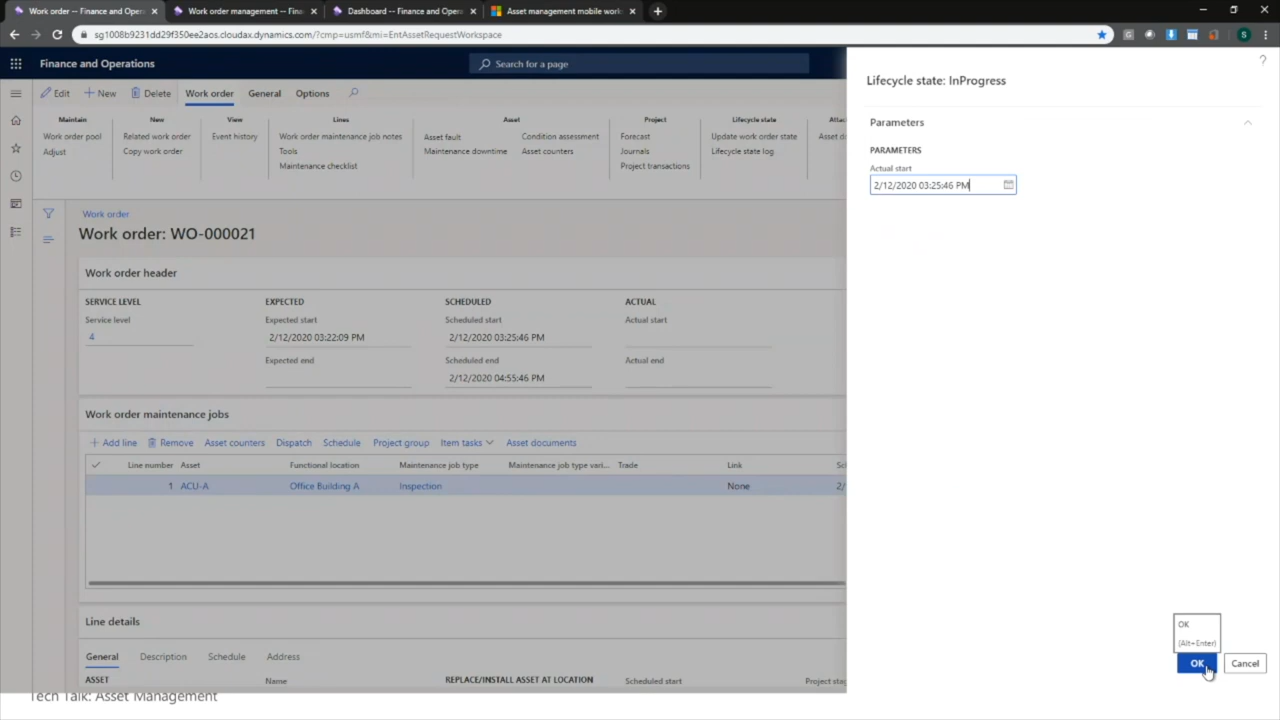 Work order -- Finance and Oper
Work order management -- Fine
Dashboard -- Finance and Opera
Asset management mobile work
sg1008b9231dd29f350ee2aos.cloudax.dynamics.com/?cmp=usmf&mi=EntAssetRequestWorkspace
Finance and Operations
Search for a page
Edit New Delete Work order General Options
Maintain New View Lines Asset Project Lifecycle state Attac
Work order pool Related work order Event history Work order maintenance job notes Asset fault Condition assessment Forecast Update work order state Asset do
Adjust Copy work order Tools Maintenance downtime Asset counters Journals Lifecycle state log
Maintenance checklist Project transactions
Work order
Work order: WO-000021
Work order header
SERVICE LEVEL EXPECTED SCHEDULED ACTUAL
Service level Expected start Scheduled start Actual start
4 2/12/2020 03:22:09 PM 2/12/2020 03:25:46 PM
Expected end Scheduled end Actual end
2/12/2020 04:55:46 PM
Work order maintenance jobs
Add line Remove Asset counters Dispatch Schedule Project group Item tasks Asset documents
Line number Asset Functional location Maintenance job type Maintenance job type vari... Trade Link Sc
1 ACU-A Office Building A Inspection None 2/
Line details
General Description Schedule Address
ASSET Name REPLACE/INSTALL ASSET AT LOCATION Scheduled start Project stag
Tech Talk: Asset Management
?
Lifecycle state: InProgress
Parameters
PARAMETERS
Actual start
2/12/2020 03:25:46 PM
OK
(Alt+Enter)
OK Cancel